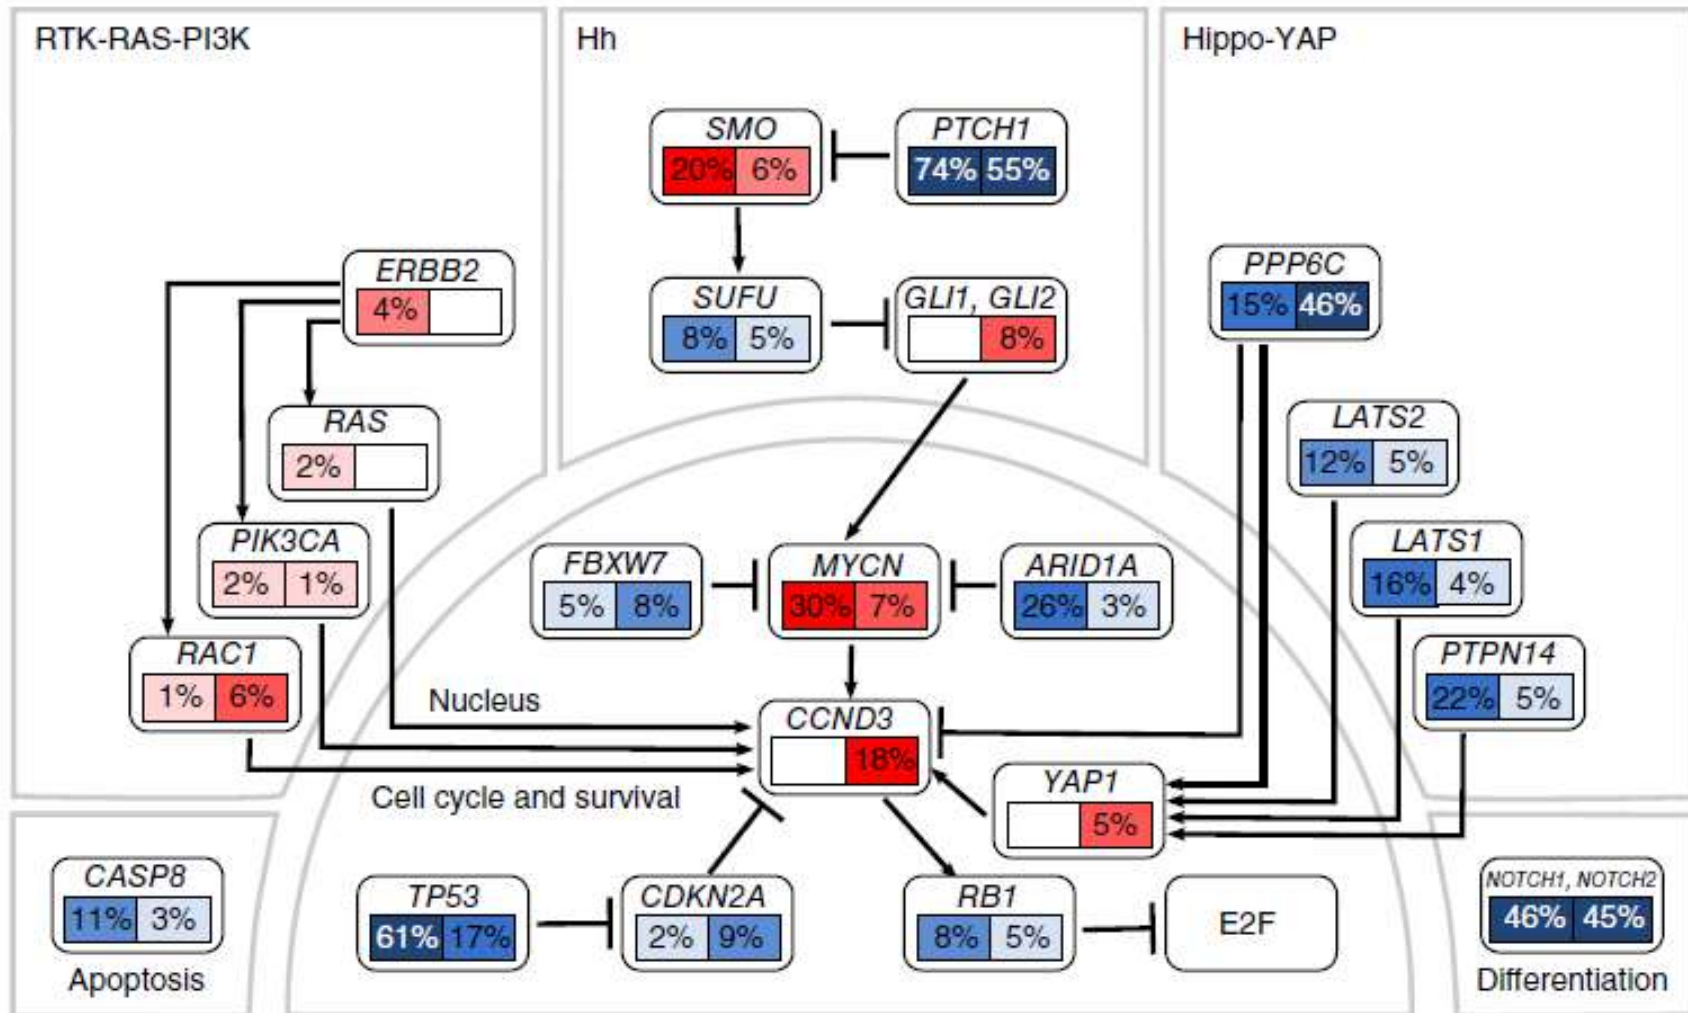 RTK-RAS-PI3K
Hh
Hippo-YAP
SMO
20% 6%
PTCH1
74% 55%
ERBB2
4%
SUFU
8% 5%
GLI1, GLI2
8%
PPP6C
15% 46%
RAS
2%
LATS2
12% 5%
PIK3CA
2% 1%
FBXW7
5% 8%
MYCN
30% 7%
ARID1A
26% 3%
LATS1
16% 4%
RAC1
1% 6%
PTPN14
22% 5%
Nucleus
CCND3
18%
Cell cycle and survival
YAP1
5%
CASP8
11% 3%
Apoptosis
TP53
61% 17%
CDKN2A
2% 9%
RB1
8% 5%
E2F
NOTCH1, NOTCH2
46% 45%
Differentiation